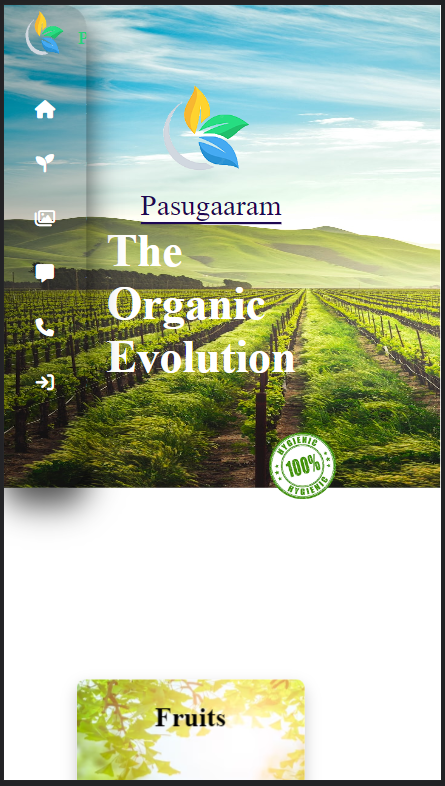 Pasugaaram
The
Organic
Evolution
HYGIENIC
100%
HYGIENIC
Fruits